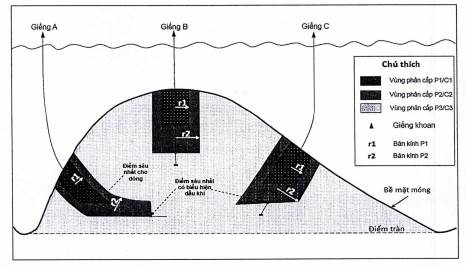 Giếng A
Giếng B
Giếng C
Chú thích
Vùng phân cấp P1/C1
Vùng phân cấp P2/C2
Vùng phân cấp P3/C3
Giếng khoan
r1 Bán kính P1
r2 Bán kính P2
r1
r2
r1
r2
r1
r2
Điểm sâu
nhất cho
dòng
Điểm sâu nhất
có biểu hiện
dầu khí
Bề mặt móng
Điểm tràn